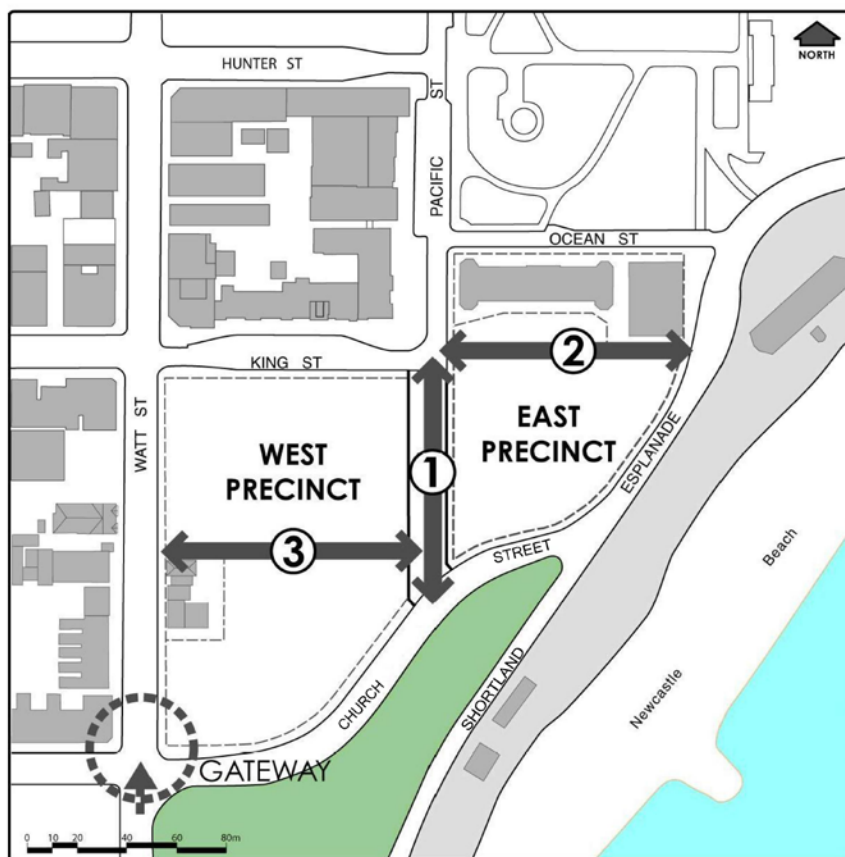 NORTH
HUNTER ST
PACIFIC ST
OCEAN ST
2
KING ST
WATT ST
EAST
PRECINCT
WEST
PRECINCT
1
ESPLANADE
3
STREET
Beach
CHURCH
SHORTLAND
Newcastle
GATEWAY
0 10 20 40 60 80m